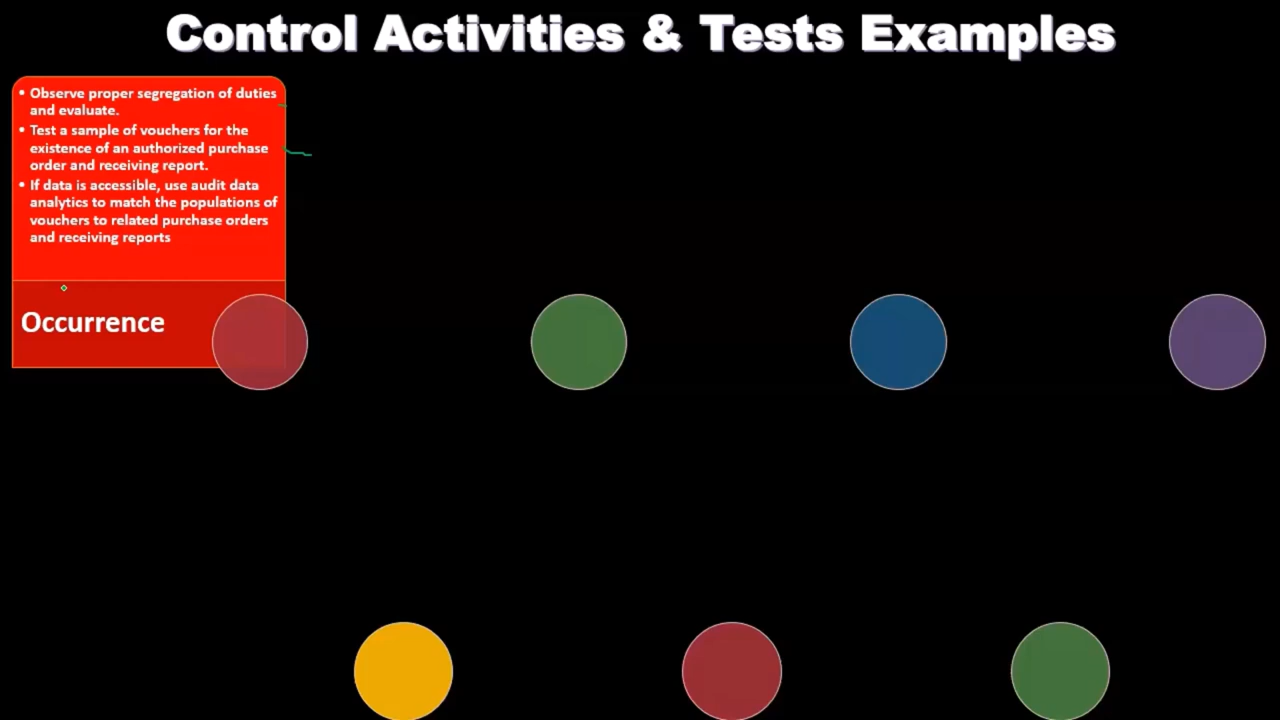 Control Activities & Tests Examples
• Observe proper segregation of duties
and evaluate.
• Test a sample of vouchers for the
existence of an authorized purchase
order and receiving report.
• If data is accessible, use audit data
analytics to match the populations of
vouchers to related purchase orders
and receiving reports
Occurrence